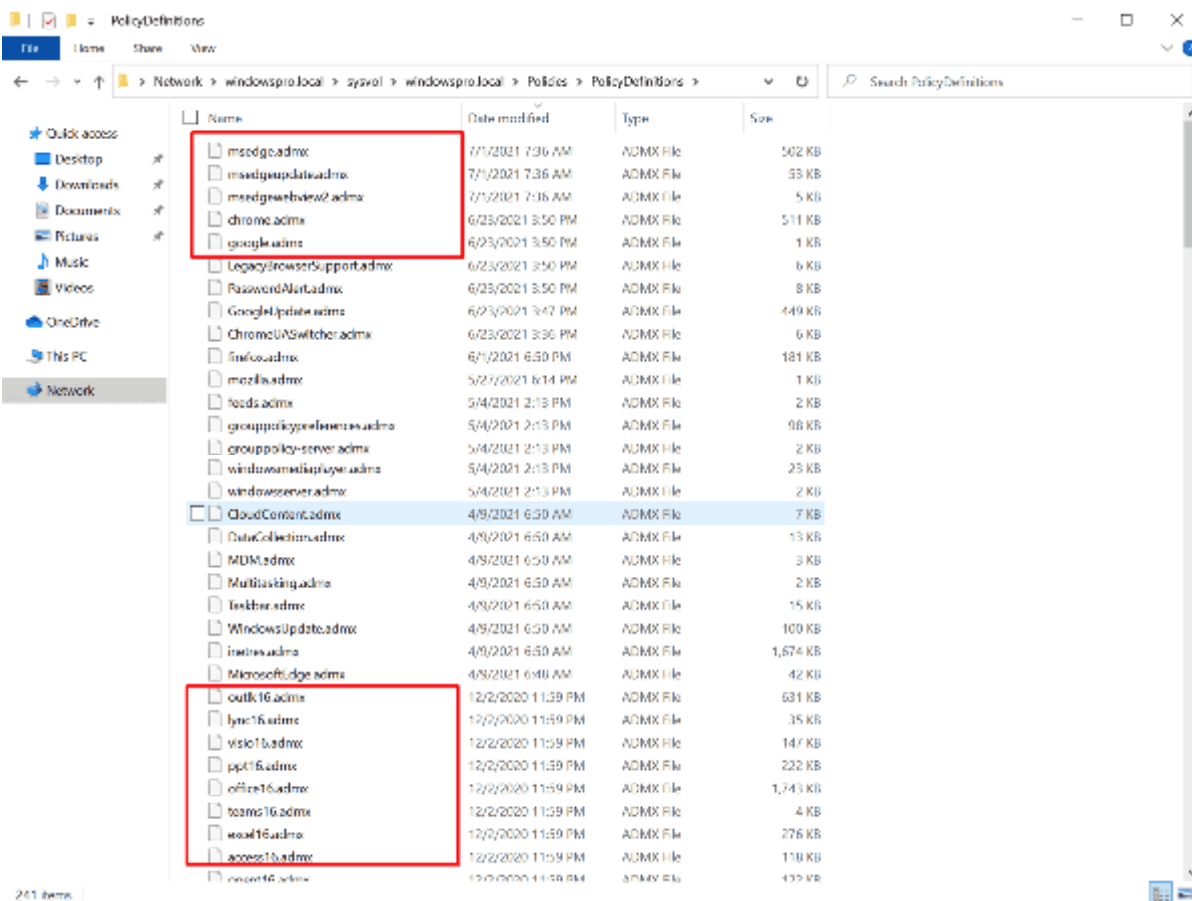 PolicyDefinitions
File Home Share View
Network > windowspro.local > sysvol > windowspro.local > Policies > PolicyDefinitions >
Search PolicyDefinitions
Quick access
Desktop
Downloads
Documents
Pictures
Music
Videos
OneDrive
This PC
Network
Name Date modified Type Size
msedge.admx 7/1/2021 7:36 AM ADMX File 502 KB
msedgeupdate.admx 7/1/2021 7:36 AM ADMX File 53 KB
msedgewebview2.admx 7/1/2021 7:36 AM ADMX File 5 KB
chrome.admx 6/23/2021 3:50 PM ADMX File 511 KB
google.admx 6/23/2021 3:50 PM ADMX File 1 KB
LegacyBrowserSupport.admx 6/23/2021 3:50 PM ADMX File 6 KB
PasswordAlert.admx 6/23/2021 3:50 PM ADMX File 8 KB
GoogleUpdate.admx 6/23/2021 3:47 PM ADMX File 449 KB
ChromeUASwitcher.admx 6/23/2021 3:36 PM ADMX File 6 KB
firefox.admx 6/1/2021 6:50 PM ADMX File 181 KB
mozilla.admx 5/27/2021 6:14 PM ADMX File 1 KB
feeds.admx 5/4/2021 2:13 PM ADMX File 2 KB
grouppolicypreferences.admx 5/4/2021 2:13 PM ADMX File 98 KB
grouppolicy-server.admx 5/4/2021 2:13 PM ADMX File 2 KB
windowsmediaplayer.admx 5/4/2021 2:13 PM ADMX File 23 KB
windowsserver.admx 5/4/2021 2:13 PM ADMX File 2 KB
CloudContent.admx 4/9/2021 6:50 AM ADMX File 7 KB
DataCollection.admx 4/9/2021 6:50 AM ADMX File 13 KB
MDM.admx 4/9/2021 6:50 AM ADMX File 3 KB
Multitasking.admx 4/9/2021 6:50 AM ADMX File 2 KB
Taskbar.admx 4/9/2021 6:50 AM ADMX File 15 KB
WindowsUpdate.admx 4/9/2021 6:50 AM ADMX File 100 KB
inetres.admx 4/9/2021 6:50 AM ADMX File 1,674 KB
MicrosoftEdge.admx 4/9/2021 6:48 AM ADMX File 42 KB
outlk16.admx 12/2/2020 11:59 PM ADMX File 631 KB
lync16.admx 12/2/2020 11:59 PM ADMX File 35 KB
visio16.admx 12/2/2020 11:59 PM ADMX File 147 KB
ppt16.admx 12/2/2020 11:59 PM ADMX File 222 KB
office16.admx 12/2/2020 11:59 PM ADMX File 1,743 KB
teams16.admx 12/2/2020 11:59 PM ADMX File 4 KB
excel16.admx 12/2/2020 11:59 PM ADMX File 276 KB
access16.admx 12/2/2020 11:59 PM ADMX File 118 KB
12/2/2020 11:59 PM ADMX File
241 items